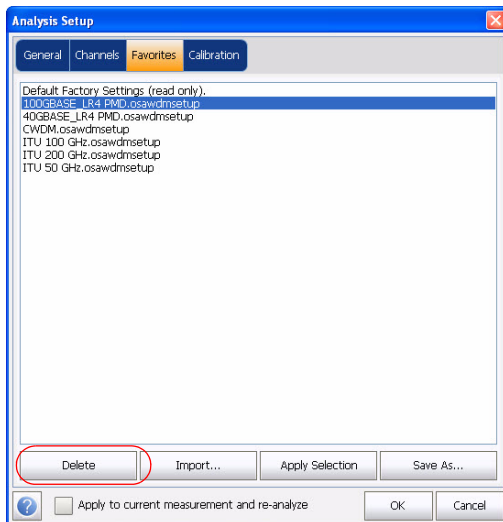 Analysis Setup
General Channels Favorites Calibration
Default Factory Settings (read only).
100GBASE_LR4 PMD.osawdmsetup
40GBASE_LR4 PMD.osawdmsetup
CWDM.osawdmsetup
ITU 100 GHz.osawdmsetup
ITU 200 GHz.osawdmsetup
ITU 50 GHz.osawdmsetup
Delete Import... Apply Selection Save As...
? Apply to current measurement and re-analyze OK Cancel